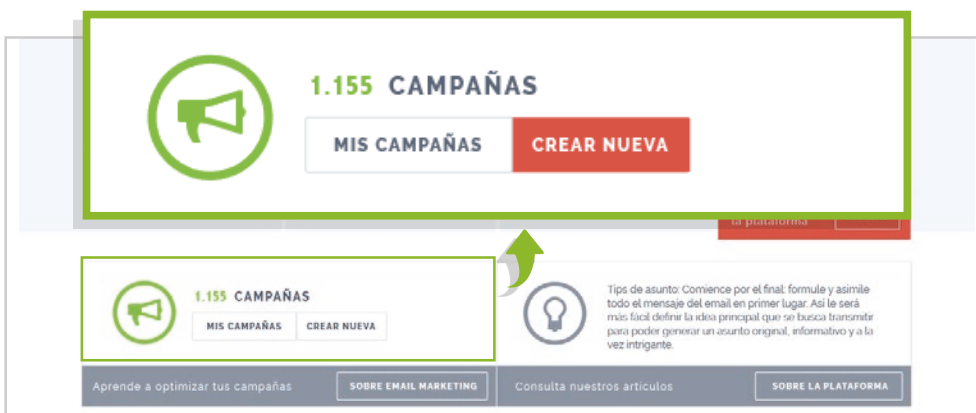 1.155 CAMPAÑAS
MIS CAMPAÑAS CREAR NUEVA
la plataforma
1.155 CAMPAÑAS
MIS CAMPAÑAS CREAR NUEVA
Tips de asunto: Comience por el final: formule y asimile
todo el mensaje del email en primer lugar. Así le será
más fácil definir la idea principal que se busca transmitir
para poder generar un asunto original, informativo y a la
vez intrigante.
Aprende a optimizar tus campañas SOBRE EMAIL MARKETING
Consulta nuestros artículos SOBRE LA PLATAFORMA